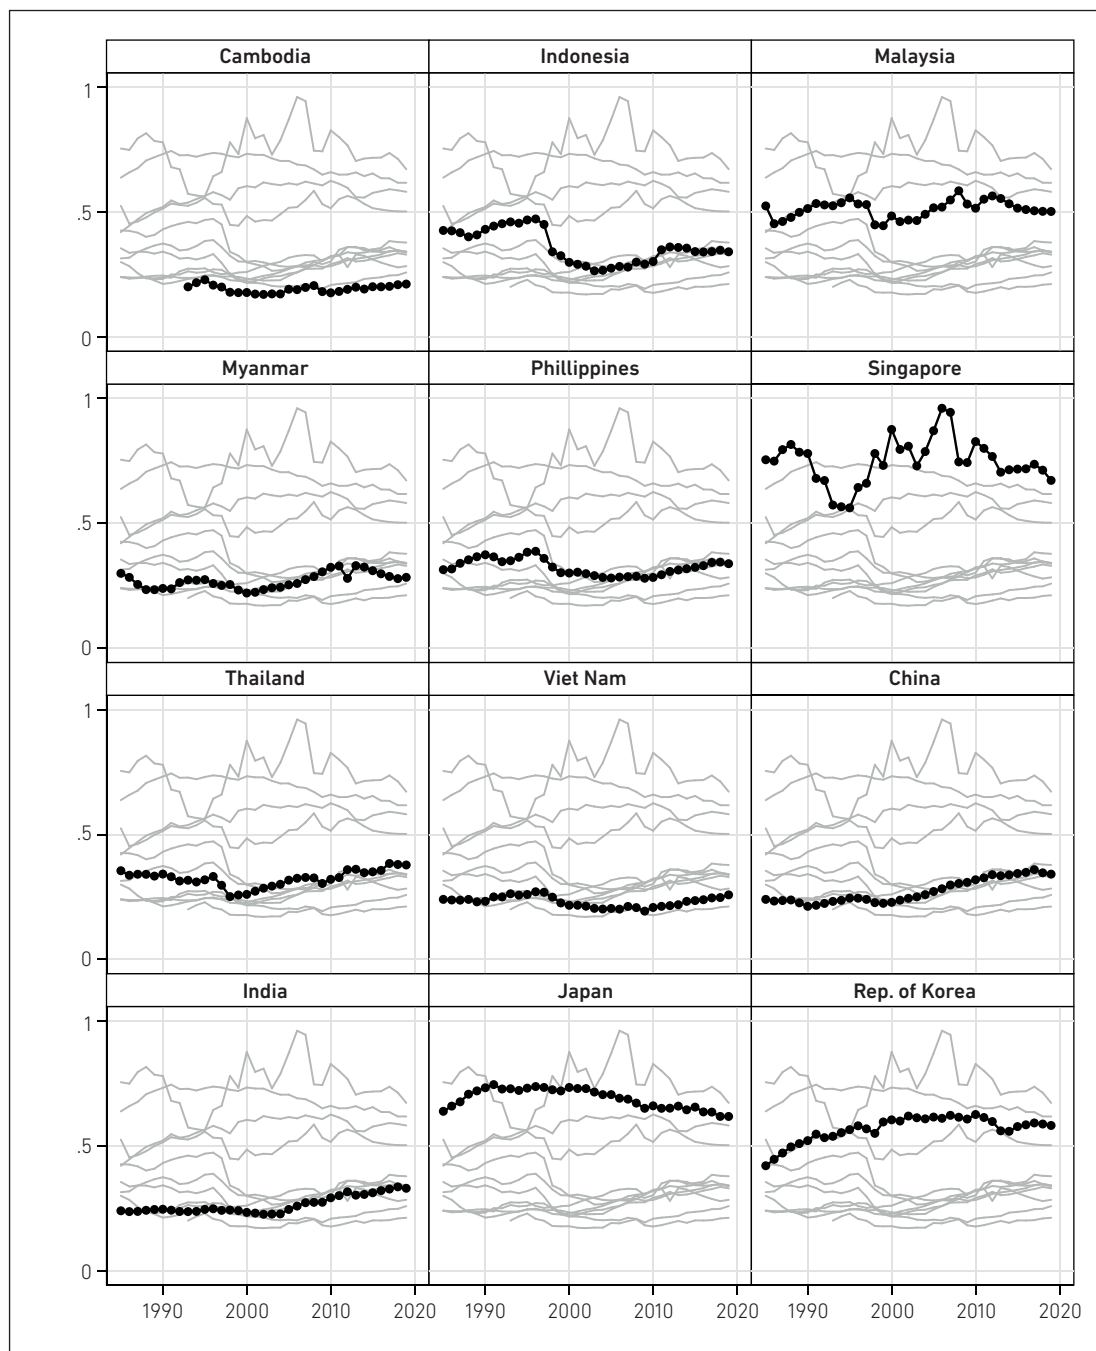 Cambodia Indonesia Malaysia
1
.5
0
Myanmar Phillippines Singapore
1
.5
0
Thailand Viet Nam China
1
.5
0
India Japan Rep. of Korea
1
.5
0
1990 2000 2010 2020 1990 2000 2010 2020 1990 2000 2010 2020